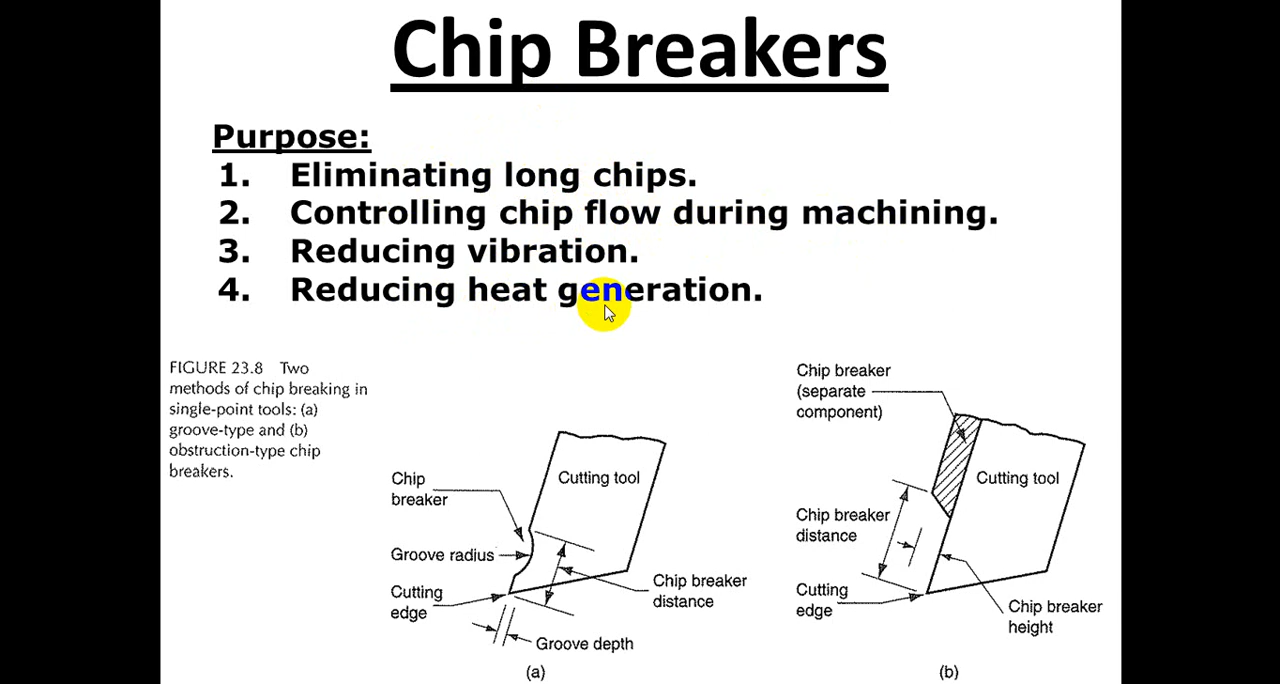 Chip Breakers
Purpose:
1. Eliminating long chips.
2. Controlling chip flow during machining.
3. Reducing vibration.
4. Reducing heat generation.
FIGURE 23.8 Two
methods of chip breaking in
single-point tools: (a)
groove-type and (b)
obstruction-type chip
breakers.
Chip
breaker
Cutting tool
Groove radius
Cutting
edge
Chip breaker
distance
Groove depth
(a)
Chip breaker
(separate
component)
Cutting tool
Chip breaker
distance
Cutting
edge
Chip breaker
height
(b)